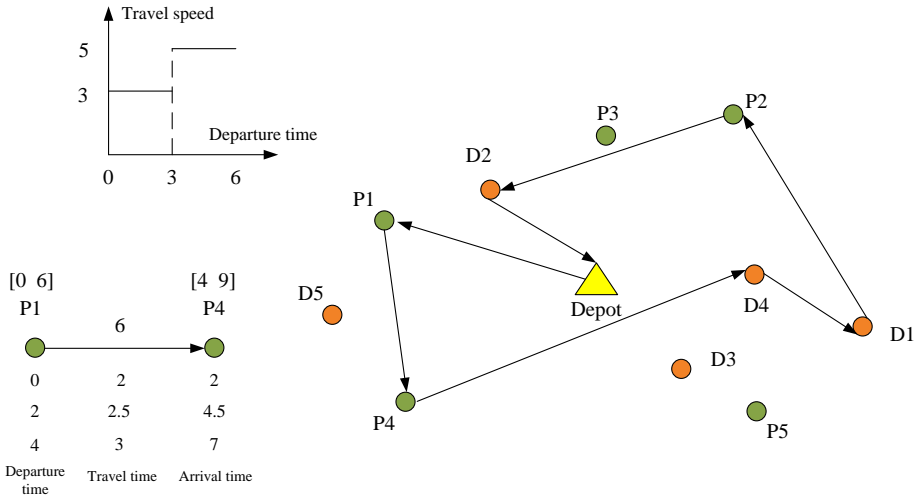 Travel speed
5
3
Departure time
0 3 6
P3
P2
D2
P1
[0 6] [4 9]
P1 P4
D5
Depot
D4
6
D1
D3
0 2 2
2 2.5 4.5
P4
P5
4 3 7
Departure time Travel time Arrival time